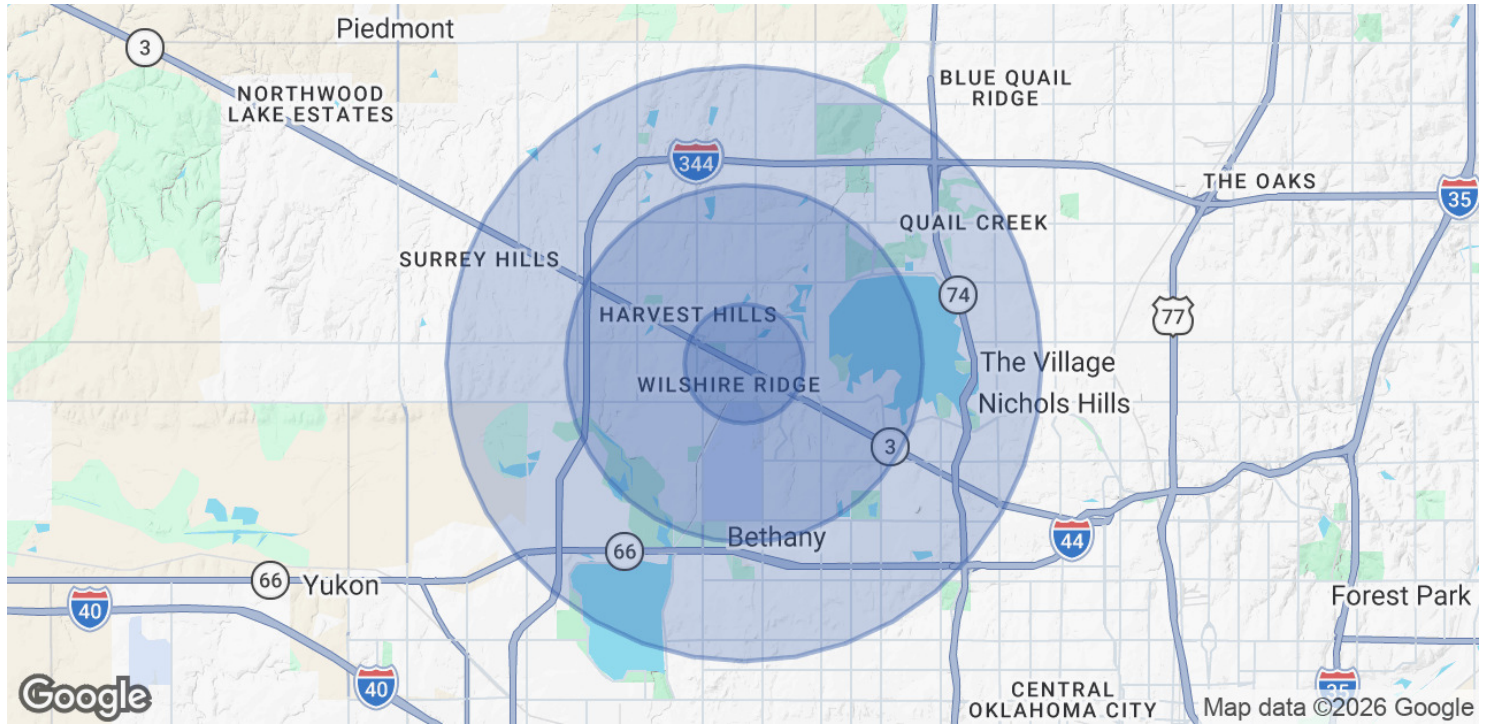 Piedmont
3
NORTHWOOD
LAKE ESTATES
BLUE QUAIL
RIDGE
344
THE OAKS
35
QUAIL CREEK
SURREY HILLS
74
HARVEST HILLS
77
The Village
WILSHIRE RIDGE
Nichols Hills
3
Bethany
44
66
66
Yukon
40
Forest Park
40
35
CENTRAL
OKLAHOMA CITY
Google
Map data ©2026 Google